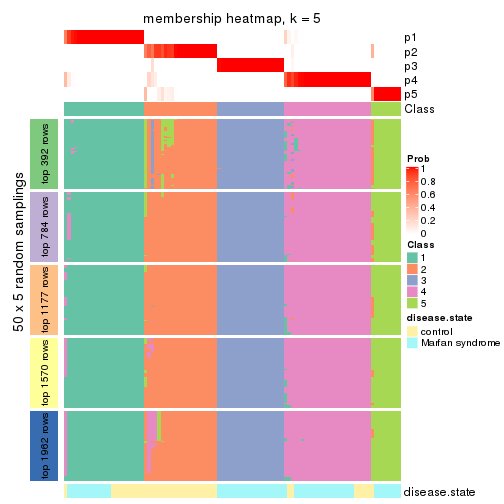 membership heatmap, k = 5
p1
p2
p3
p4
p5
Class
50 x 5 random samplings
top 392 rows
top 784 rows
top 1177 rows
top 1570 rows
top 1962 rows
disease.state
Prob
1
0.8
0.6
0.4
0.2
0
Class
1
2
3
4
5
disease.state
control
Marfan syndrome